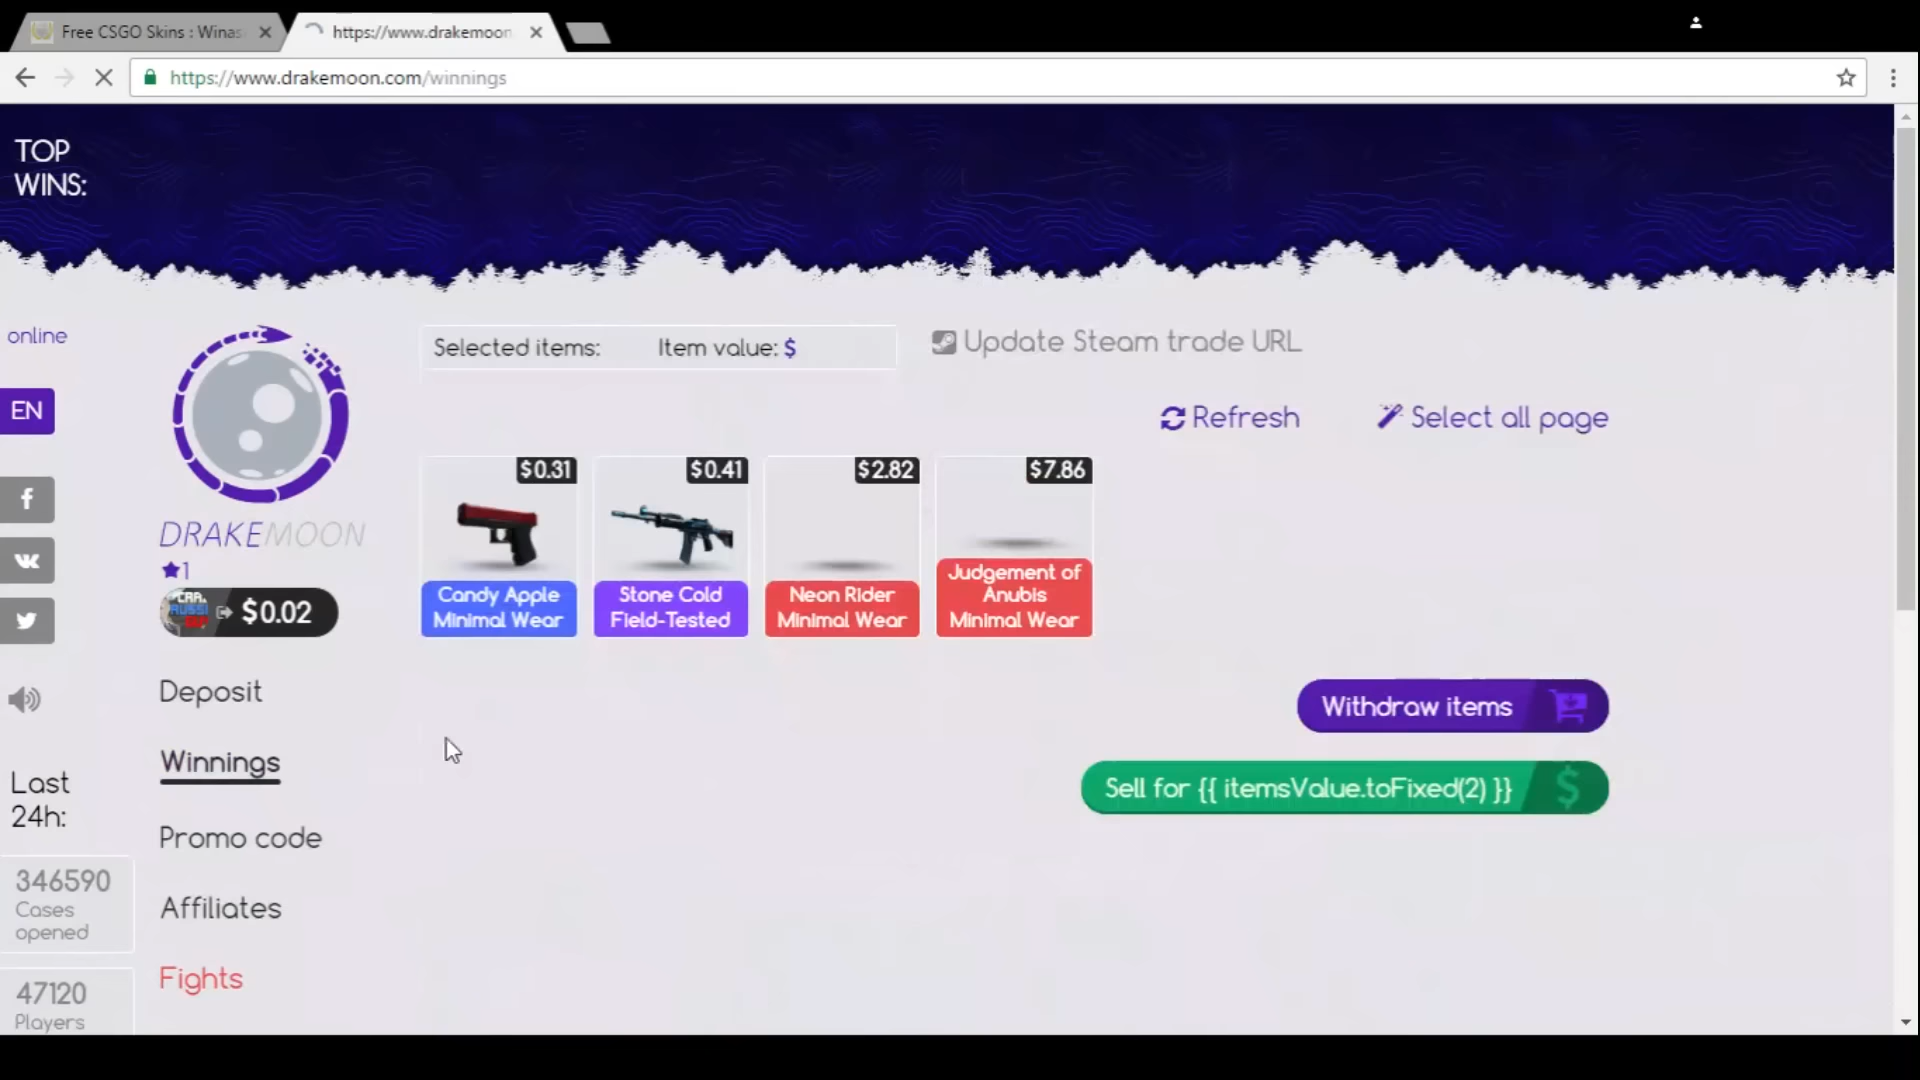 Free CSGO Skins : Winas
https://www.drakemoon.
https://www.drakemoon.com/winnings
TOP
WINS:
online
EN
Selected items: Item value: $
Update Steam trade URL
Refresh
Select all page
DRAKEMOON
1
$0.02
$0.31
Candy Apple
Minimal Wear
$0.41
Stone Cold
Field-Tested
$2.82
Neon Rider
Minimal Wear
$7.86
Judgement of
Anubis
Minimal Wear
Deposit
Winnings
Promo code
Affiliates
Fights
Withdraw items
Sell for {{ itemsValue.toFixed(2) }}
Last
24h:
346590
Cases
opened
47120
Players